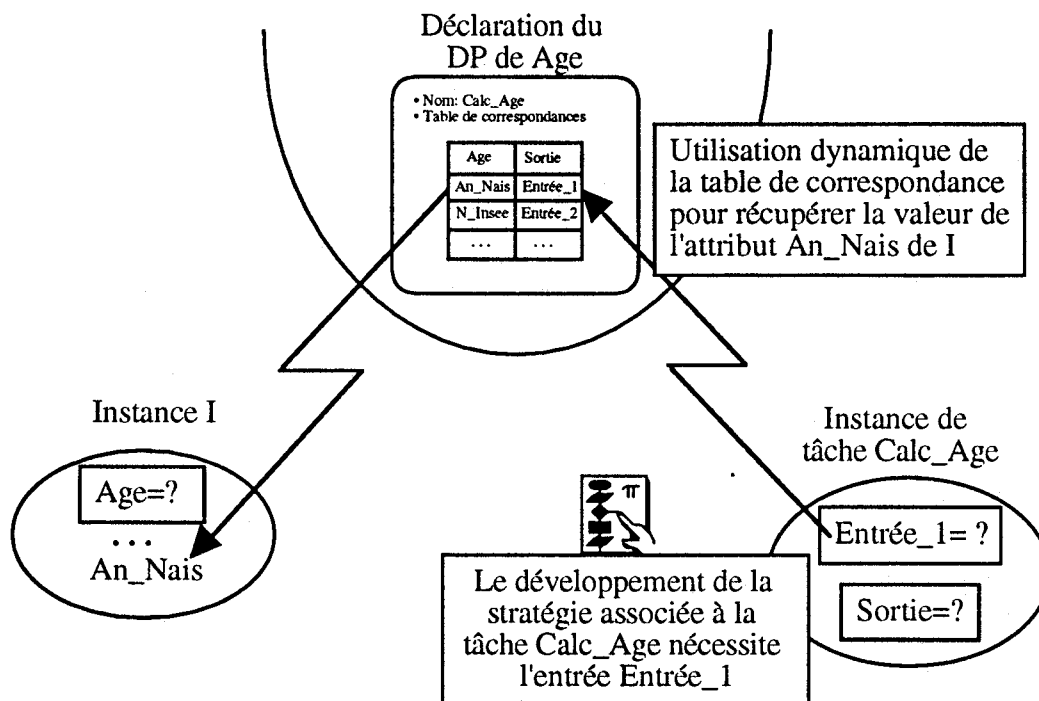 Déclaration du
DP de Age
• Nom: Calc_Age
• Table de correspondances
Age Sortie
An_Nais Entrée_1
N_Insee Entrée_2
... ...
Utilisation dynamique de
la table de correspondance
pour récupérer la valeur de
l'attribut An_Nais de I
Instance I
Age=?
...
An_Nais
Instance de
tâche Calc_Age
Entrée_1= ?
Sortie=?
π
Le développement de la
stratégie associée à la
tâche Calc_Age nécessite
l'entrée Entrée_1